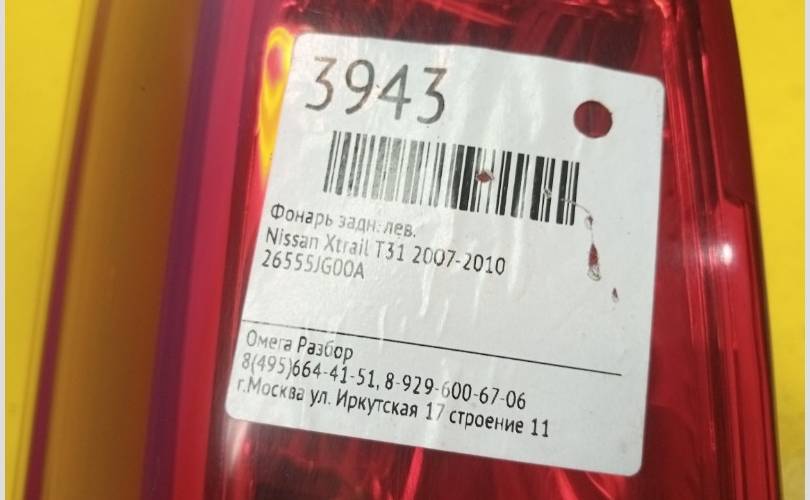 3943
Фонарь задн. лев.
Nissan Xtrail T31 2007-2010
26555JG00A
Омега Разбор
8(495)664-41-51, 8-929-600-67-06
г.Москва ул. Иркутская 17 строение 11